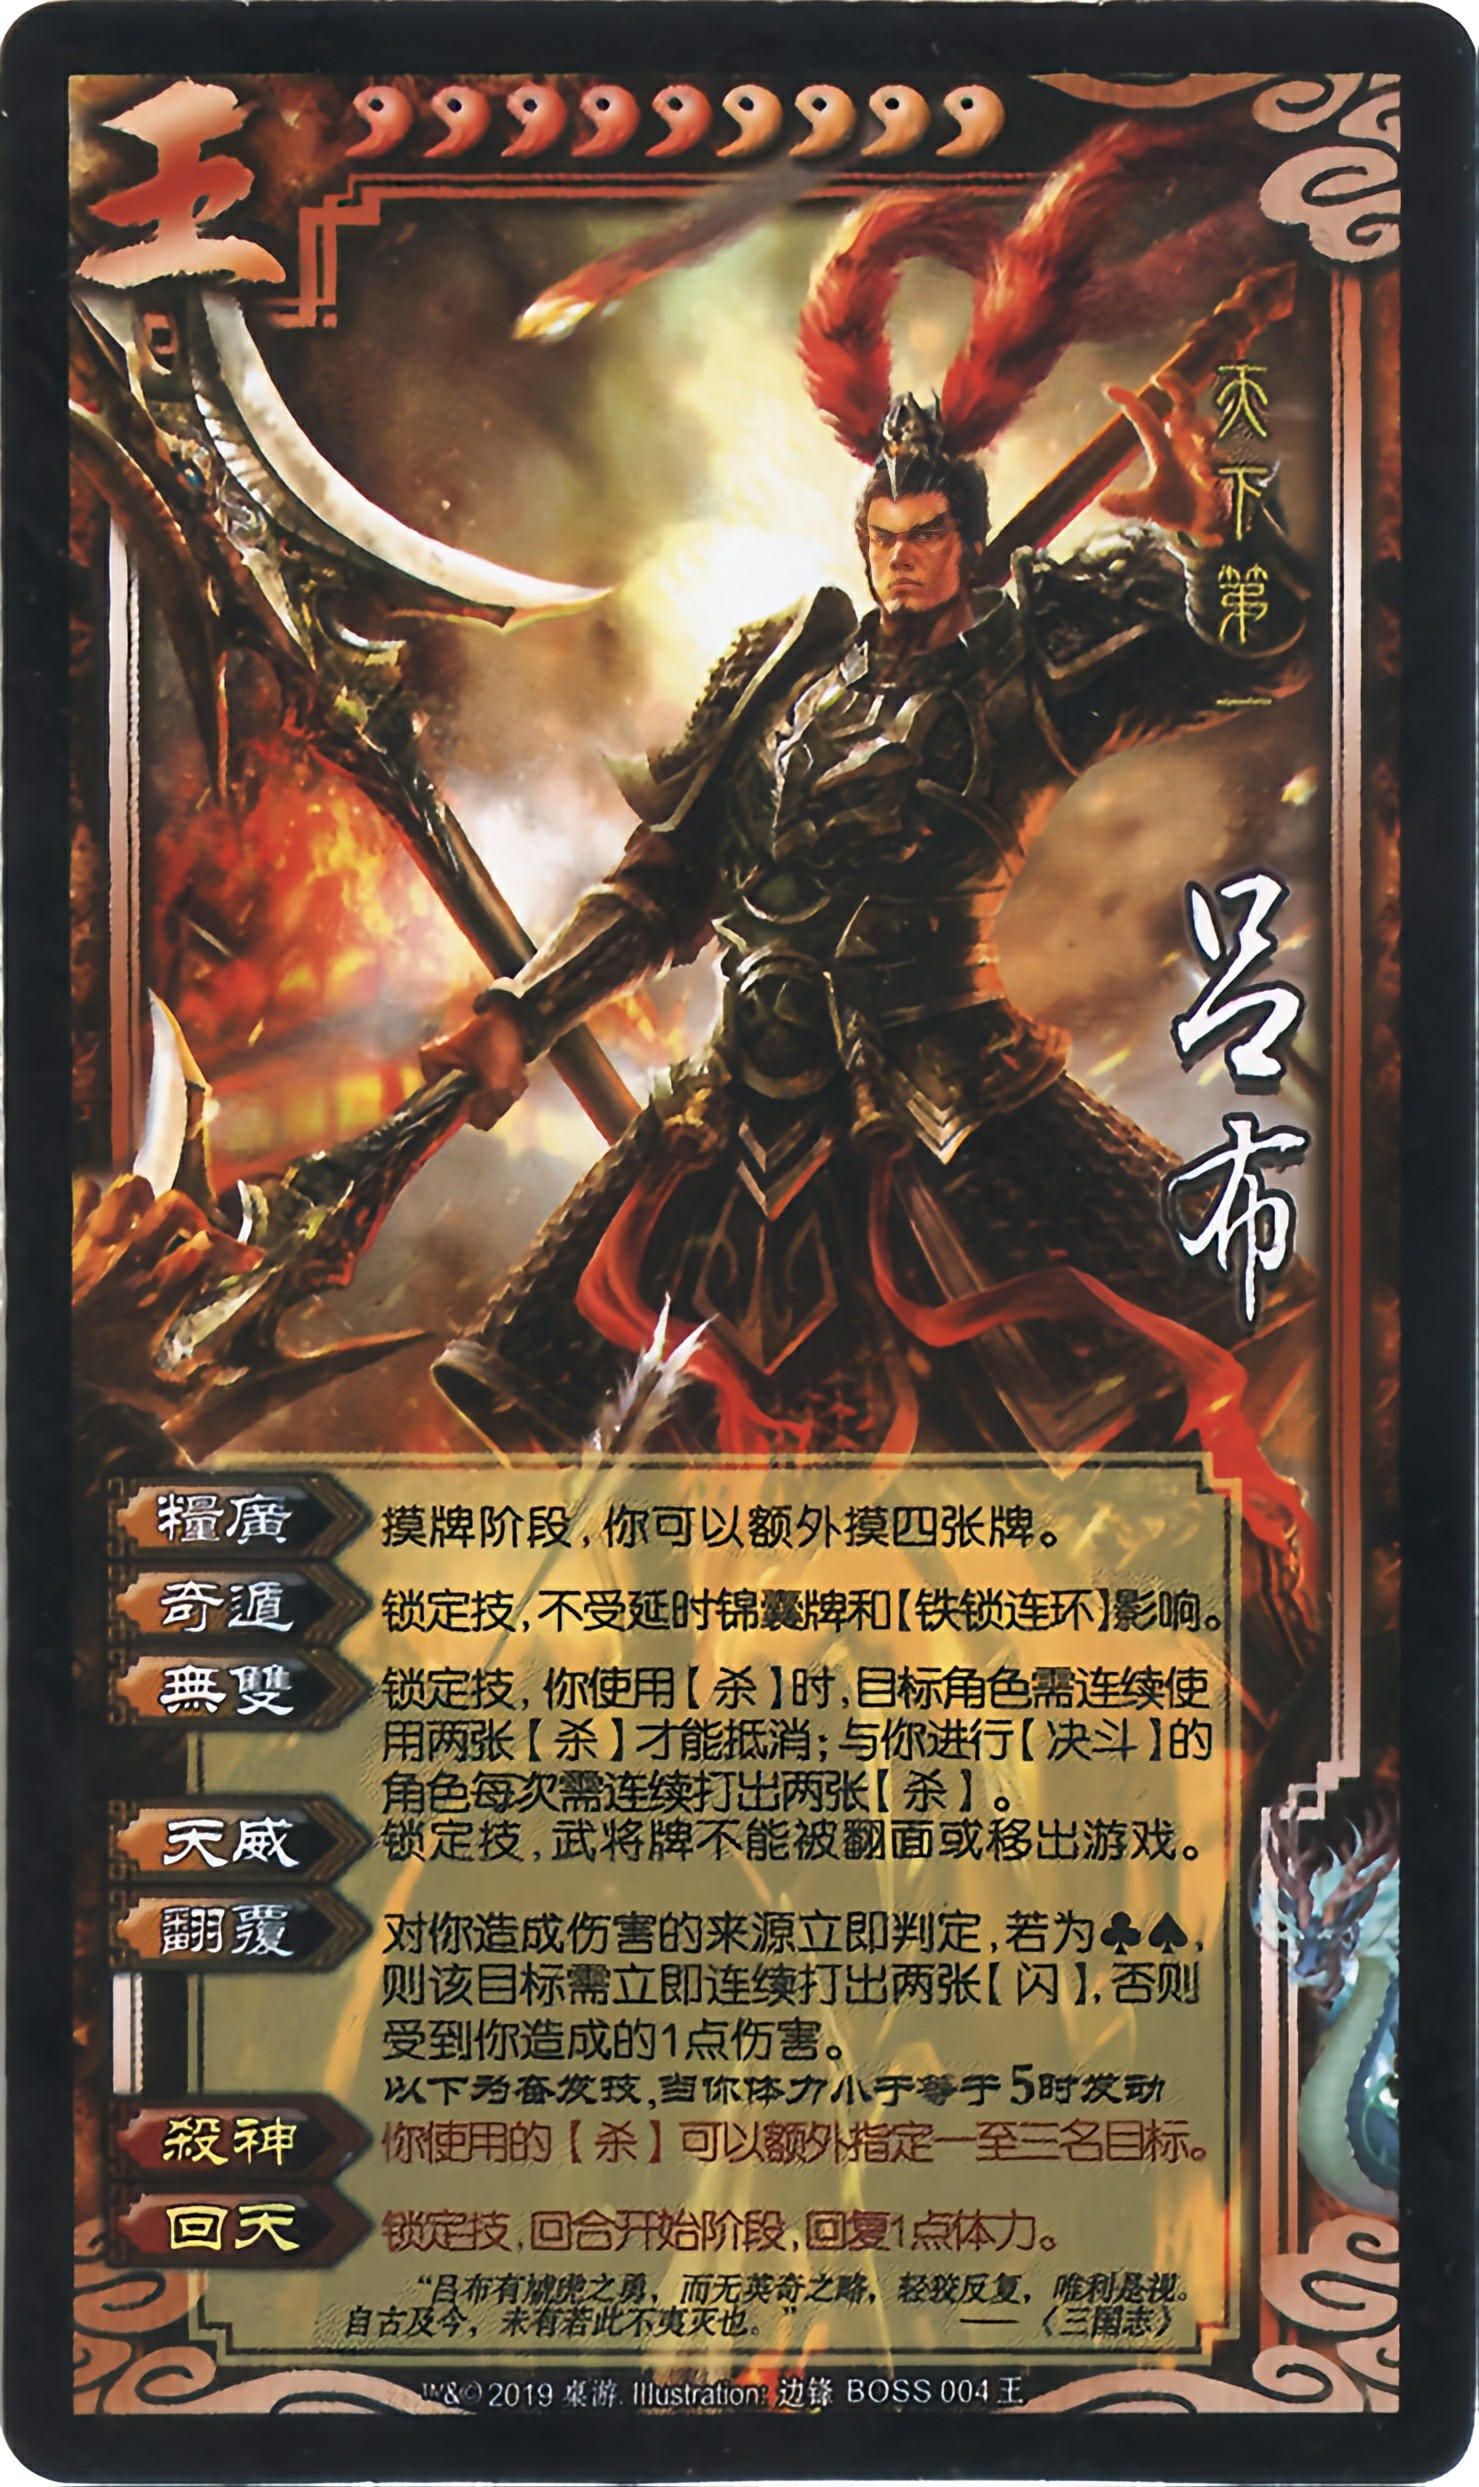 王
天下第一
呂布
糧廣
摸牌阶段,你可以额外摸四张牌。
奇遁
锁定技,不受延时锦囊牌和【铁锁连环】影响。
無雙
锁定技,你使用【杀】时,目标角色需连续使
用两张【杀】才能抵消;与你进行【决斗】的
角色每次需连续打出两张【杀】。
天威
锁定技,武将牌不能被翻面或移出游戏。
翻覆
对你造成伤害的来源立即判定,若为♣♠,
则该目标需立即连续打出两张【闪】,否则
受到你造成的1点伤害。
以下为奋发技,当你体力小于等于5时发动
殺神
你使用的【杀】可以额外指定一至三名目标。
回天
锁定技,回合开始阶段,回复1点体力。
“吕布有虓虎之勇，而无英奇之略，轻狡反复，唯利是视。
自古及今，未有若此不夷灭也。” ——《三国志》
W&© 2019 桌游. Illustration: 边锋 BOSS 004 王